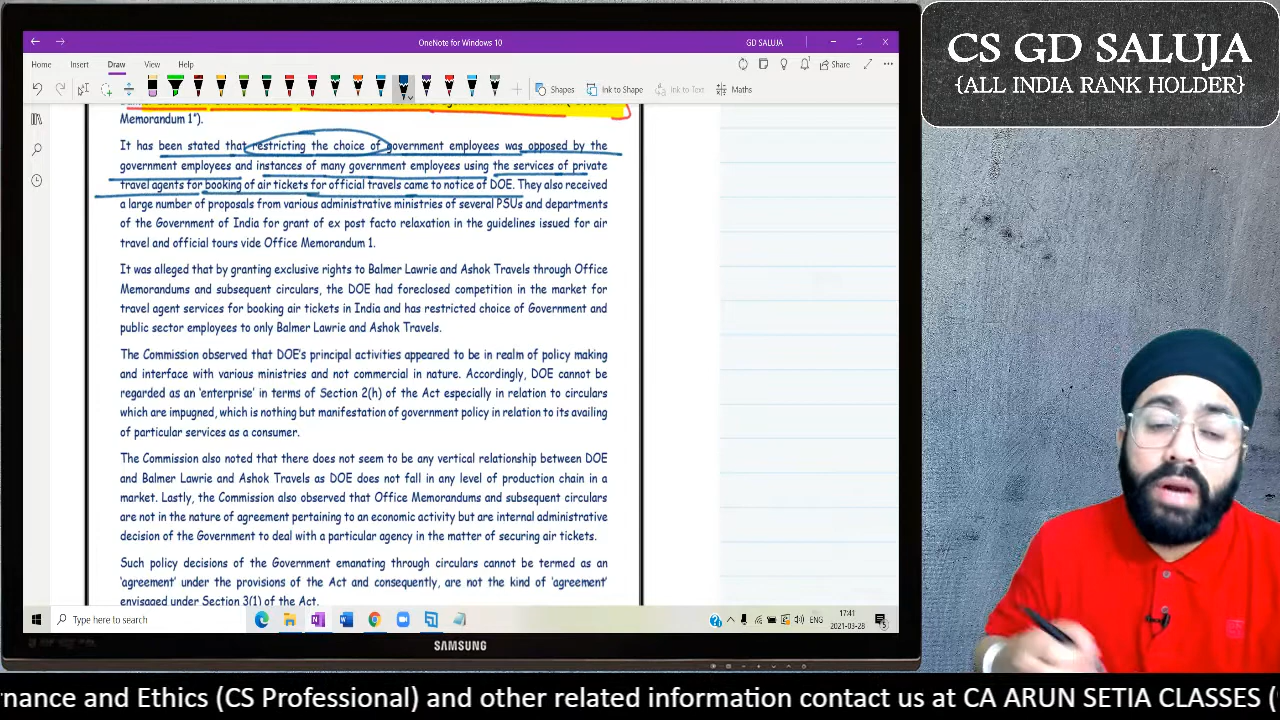 OneNote for Windows 10
GD SALUJA
Home Insert Draw View Help
Share
Shapes
Ink to Shape
Ink to Text
Maths
Memorandum 1").
It has been stated that restricting the choice of government employees was opposed by the
government employees and instances of many government employees using the services of private
travel agents for booking of air tickets for official travels came to notice of DOE. They also received
a large number of proposals from various administrative ministries of several PSUs and departments
of the Government of India for grant of ex post facto relaxation in the guidelines issued for air
travel and official tours vide Office Memorandum 1.
It was alleged that by granting exclusive rights to Balmer Lawrie and Ashok Travels through Office
Memorandums and subsequent circulars, the DOE had foreclosed competition in the market for
travel agent services for booking air tickets in India and has restricted choice of Government and
public sector employees to only Balmer Lawrie and Ashok Travels.
The Commission observed that DOE's principal activities appeared to be in realm of policy making
and interface with various ministries and not commercial in nature. Accordingly, DOE cannot be
regarded as an 'enterprise' in terms of Section 2(h) of the Act especially in relation to circulars
which are impugned, which is nothing but manifestation of government policy in relation to its availing
of particular services as a consumer.
The Commission also noted that there does not seem to be any vertical relationship between DOE
and Balmer Lawrie and Ashok Travels as DOE does not fall in any level of production chain in a
market. Lastly, the Commission also observed that Office Memorandums and subsequent circulars
are not in the nature of agreement pertaining to an economic activity but are internal administrative
decision of the Government to deal with a particular agency in the matter of securing air tickets.
Such policy decisions of the Government emanating through circulars cannot be termed as an
'agreement' under the provisions of the Act and consequently, are not the kind of 'agreement'
envisaged under Section 3(1) of the Act.
Type here to search
ENG
17:41
2021-03-28
SAMSUNG
CS GD SALUJA
{ALL INDIA RANK HOLDER}
rnance and Ethics (CS Professional) and other related information contact us at CA ARUN SETIA CLASSES (